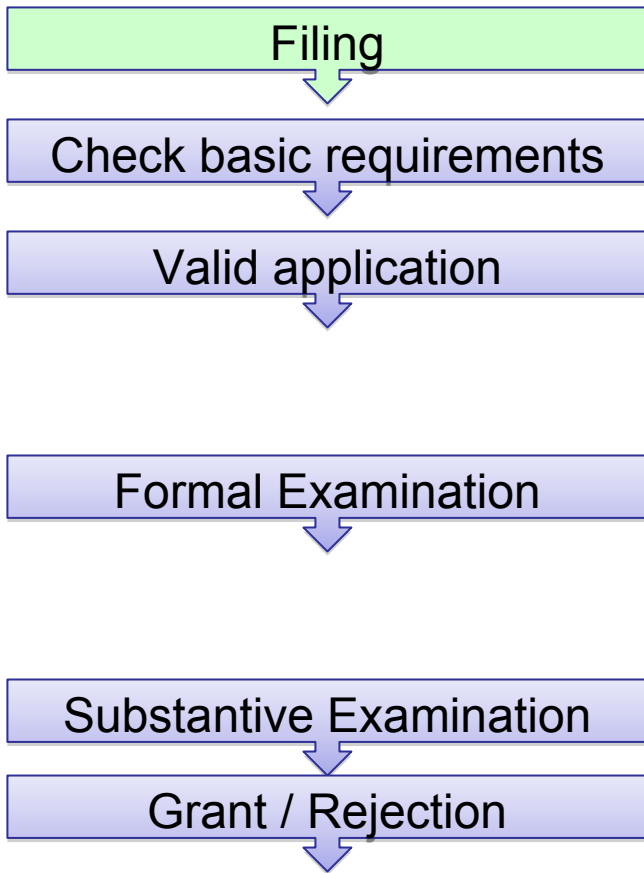 Filing
Check basic requirements
Valid application
Formal Examination
Substantive Examination
Grant / Rejection